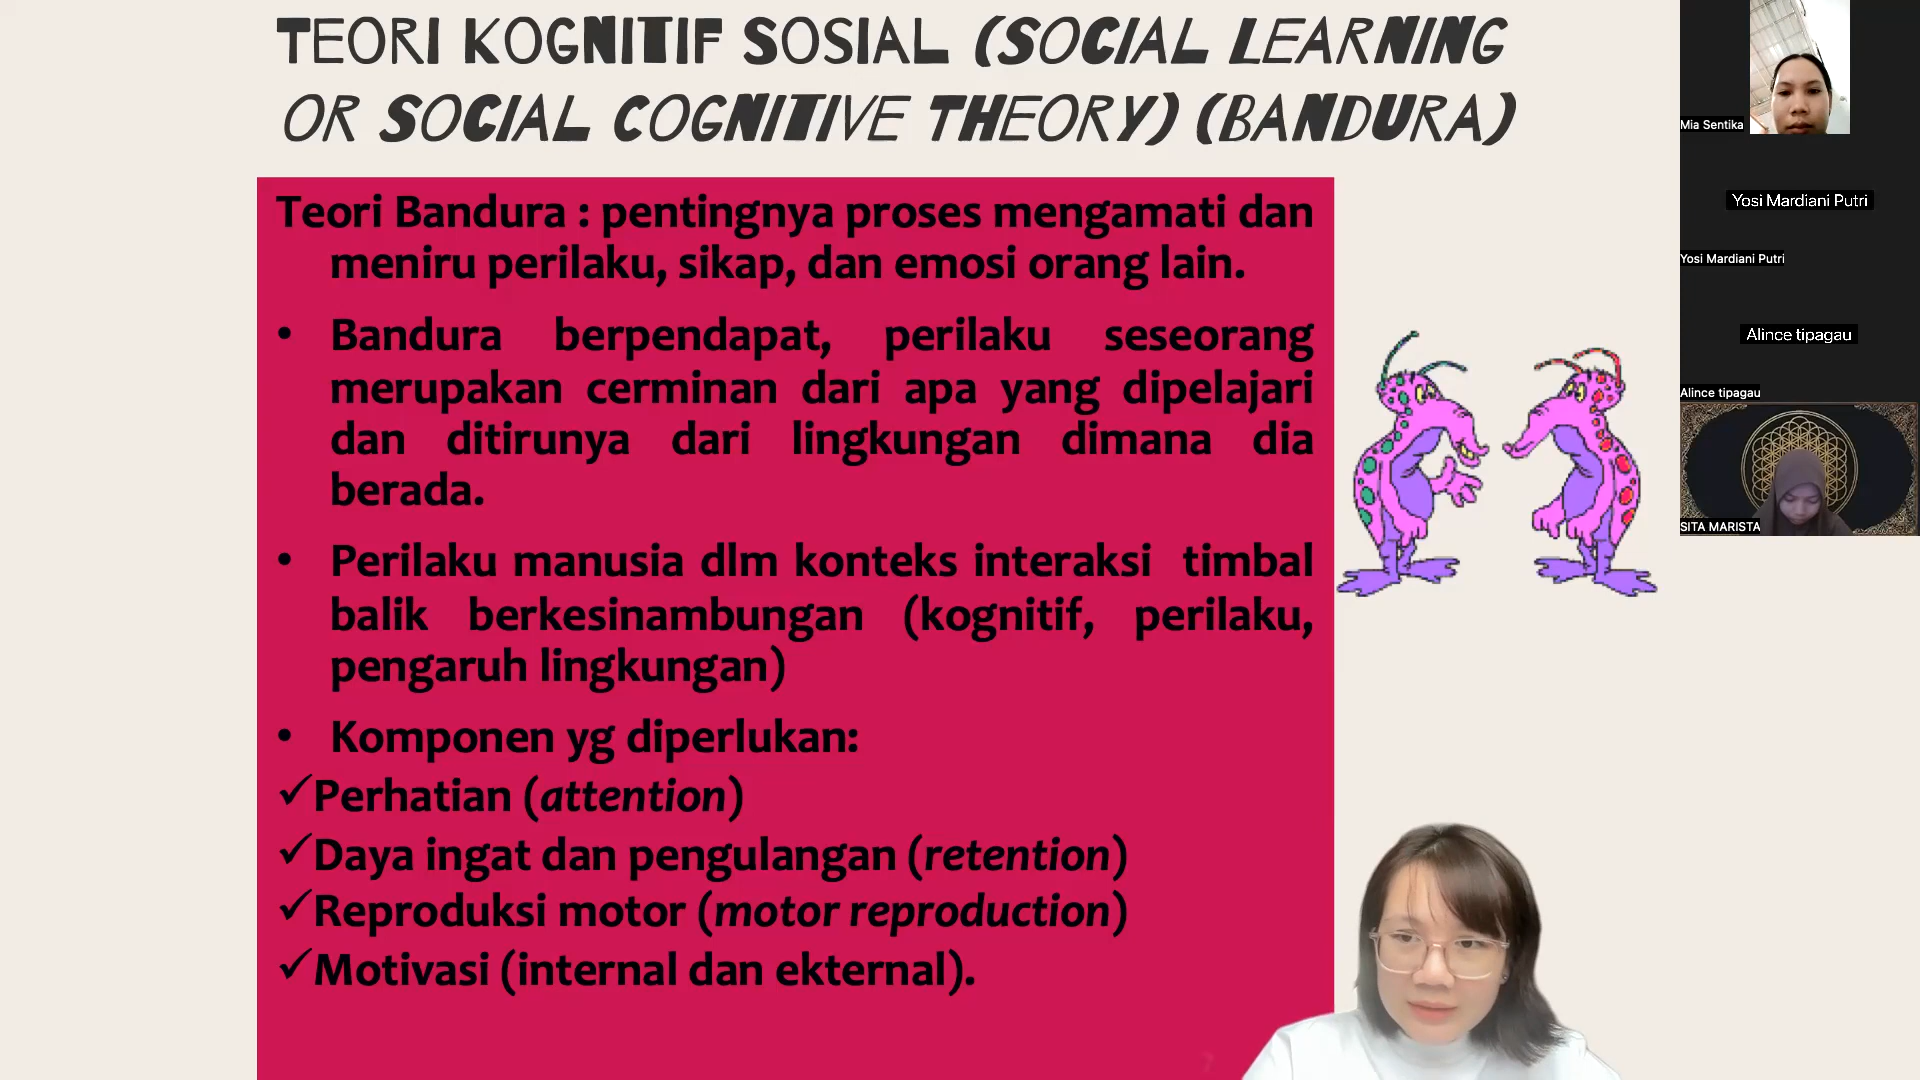 TEORI KOGNITIF SOSIAL (SOCIAL LEARNING
OR SOCIAL COGNITIVE THEORY) (BANDURA)
Teori Bandura : pentingnya proses mengamati dan
meniru perilaku, sikap, dan emosi orang lain.
• Bandura berpendapat, perilaku seseorang
merupakan cerminan dari apa yang dipelajari
dan ditirunya dari lingkungan dimana dia
berada.
• Perilaku manusia dlm konteks interaksi timbal
balik berkesinambungan (kognitif, perilaku,
pengaruh lingkungan)
• Komponen yg diperlukan:
✓Perhatian (attention)
✓Daya ingat dan pengulangan (retention)
✓Reproduksi motor (motor reproduction)
✓Motivasi (internal dan ekternal).
Mia Sentika
Yosi Mardiani Putri
Yosi Mardiani Putri
Alince tipagau
Alince tipagau
SITA MARISTA